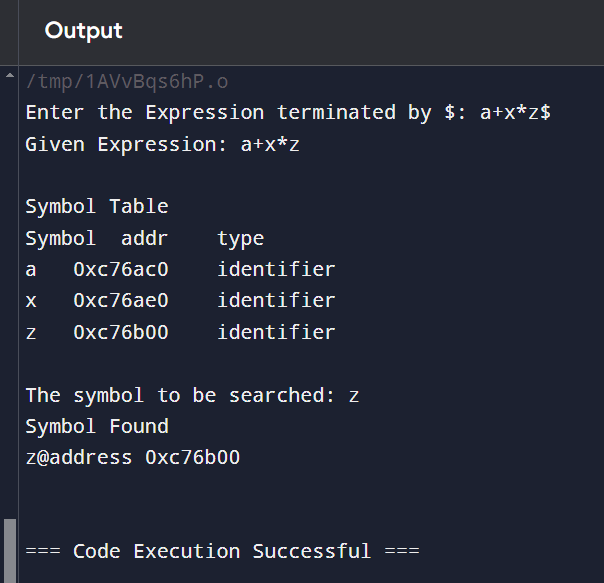 Output
/tmp/1AVvBqs6hP.o
Enter the Expression terminated by $: a+x*z$
Given Expression: a+x*z
Symbol Table
Symbol addr type
a 0xc76ac0 identifier
x 0xc76ae0 identifier
z 0xc76b00 identifier
The symbol to be searched: z
Symbol Found
z@address 0xc76b00
=== Code Execution Successful ===